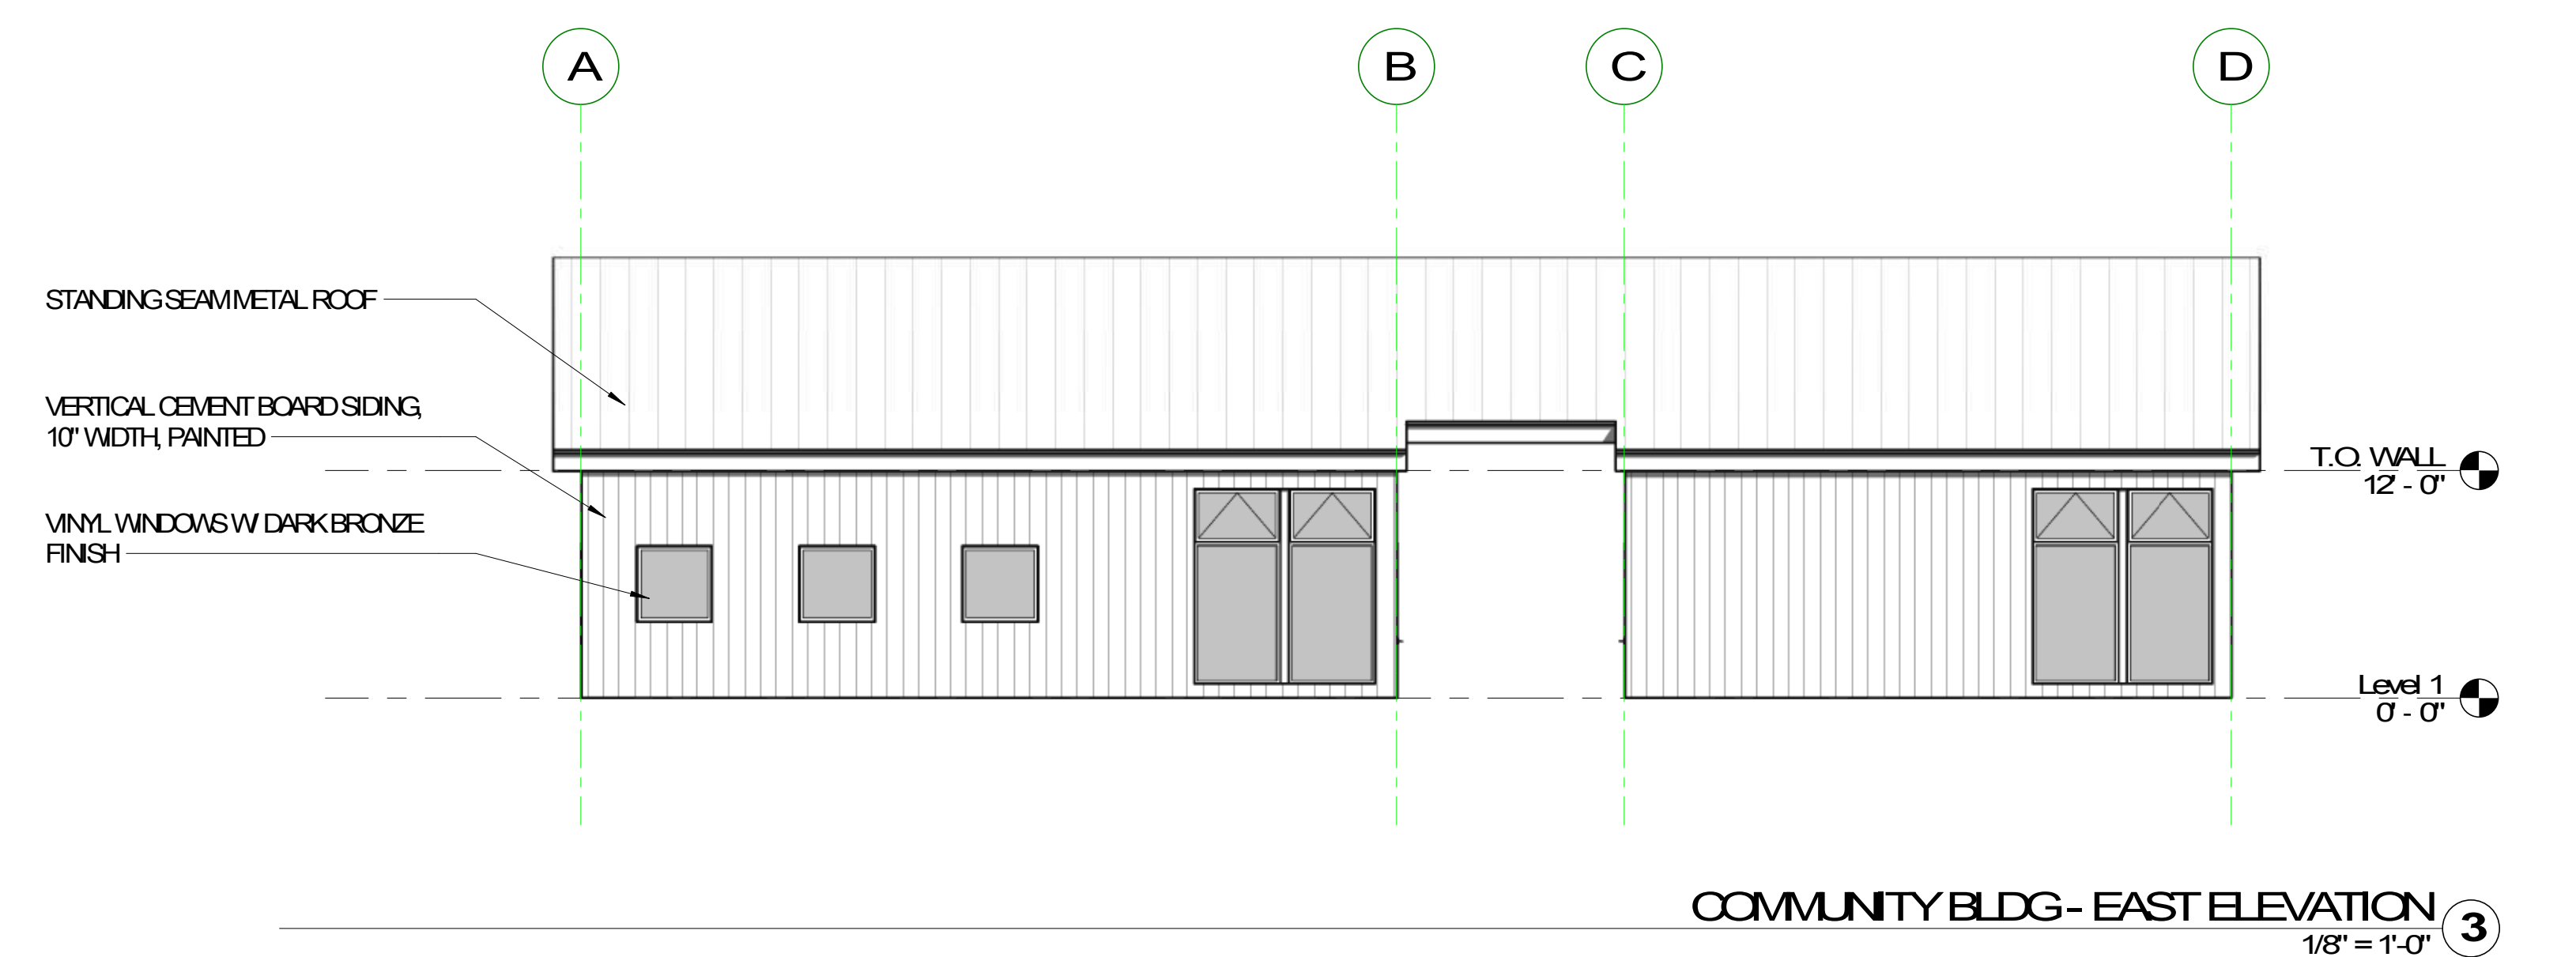 A
B
C
D
STANDING SEAM METAL ROOF
VERTICAL CEMENT BOARD SIDING,
10" WIDTH, PAINTED
VINYL WINDOWS W/ DARK BRONZE
FINISH
T.O. WALL
12' - 0"
Level 1
0' - 0"
COMMUNITY BLDG - EAST ELEVATION
3
1/8" = 1'-0"